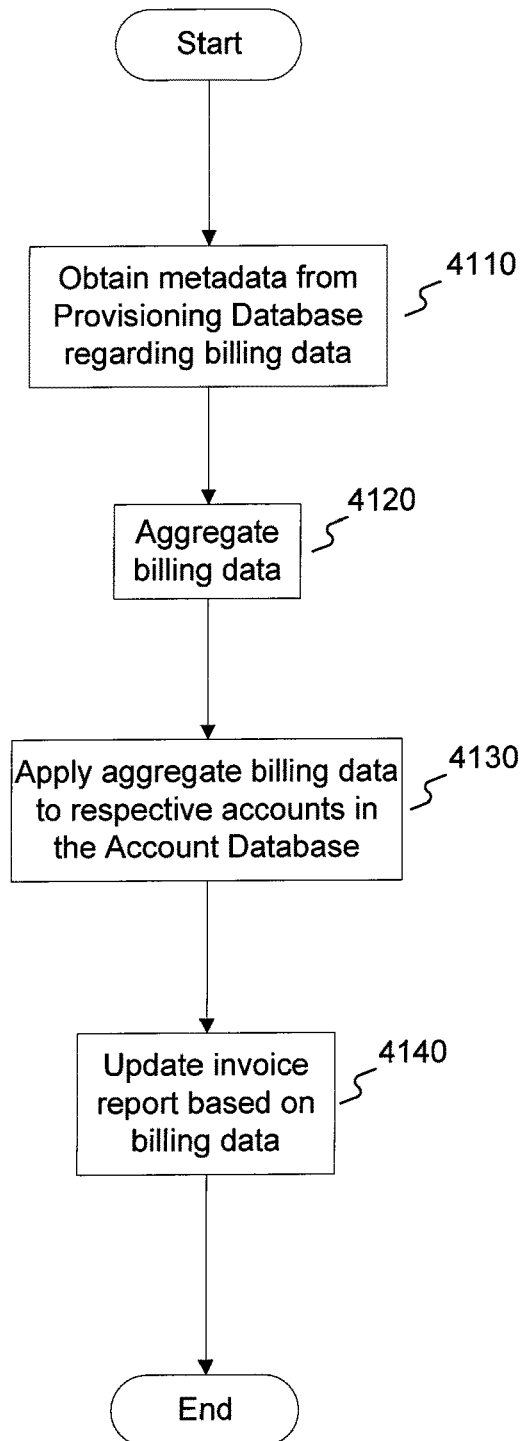 Start
4110
Obtain metadata from
Provisioning Database
regarding billing data
4120
Aggregate
billing data
4130
Apply aggregate billing data
to respective accounts in
the Account Database
4140
Update invoice
report based on
billing data
End